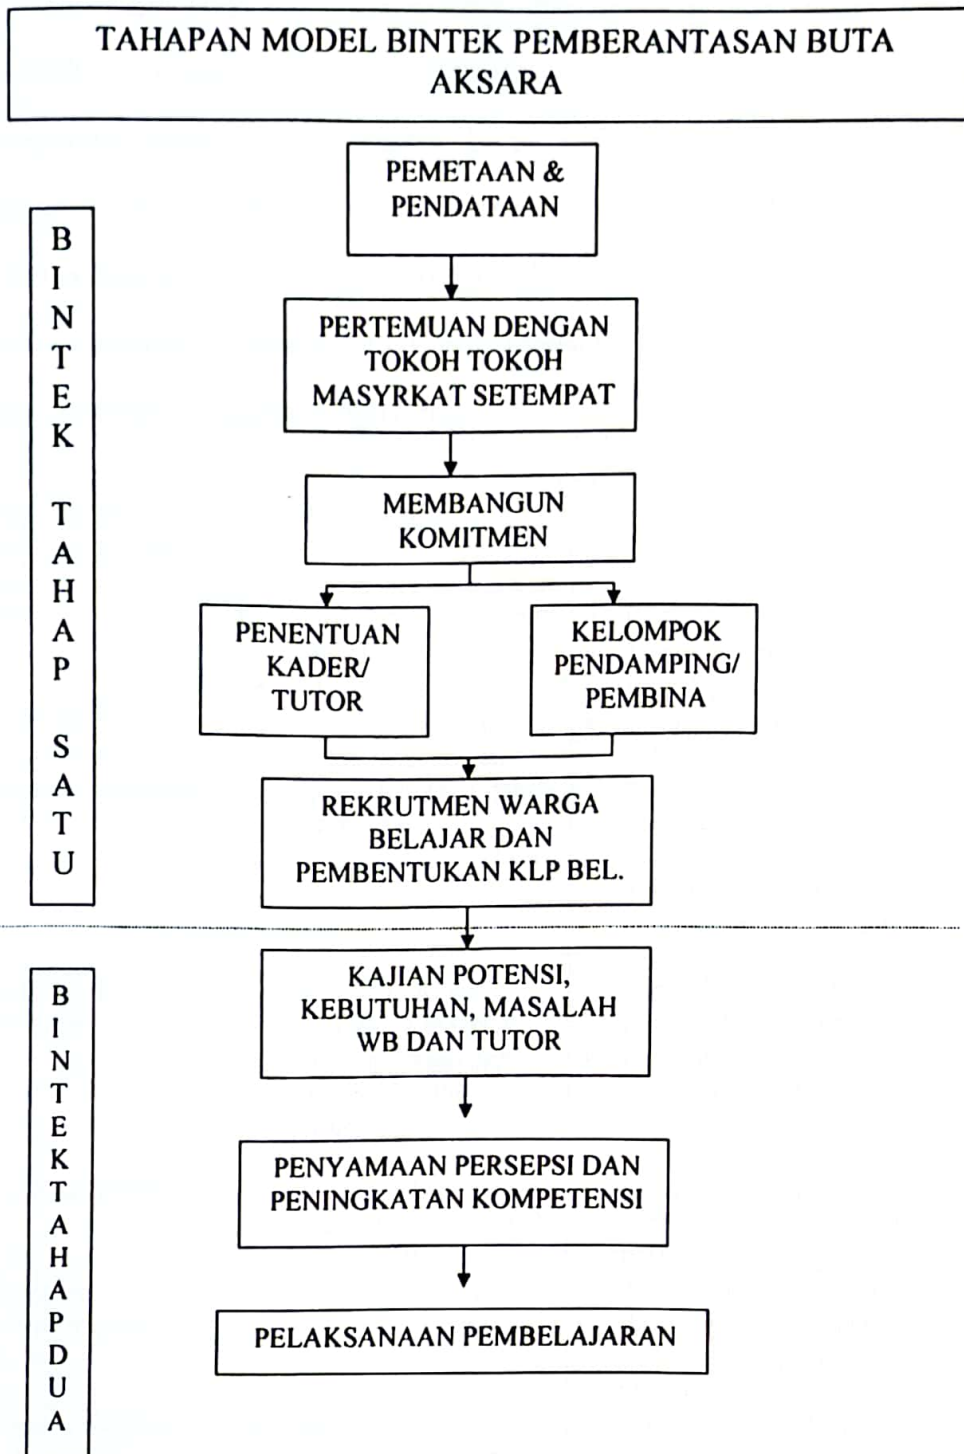 TAHAPAN MODEL BINTEK PEMBERANTASAN BUTA
AKSARA
PEMETAAN &
PENDATAAN
BINTEK TAHAP SATU
PERTEMUAN DENGAN
TOKOH TOKOH
MASYRKAT SETEMPAT
MEMBANGUN
KOMITMEN
PENENTUAN
KADER/
TUTOR
KELOMPOK
PENDAMPING/
PEMBINA
REKRUTMEN WARGA
BELAJAR DAN
PEMBENTUKAN KLP BEL.
BINTEKTAHAPDUA
KAJIAN POTENSI,
KEBUTUHAN, MASALAH
WB DAN TUTOR
PENYAMAAN PERSEPSI DAN
PENINGKATAN KOMPETENSI
PELAKSANAAN PEMBELAJARAN